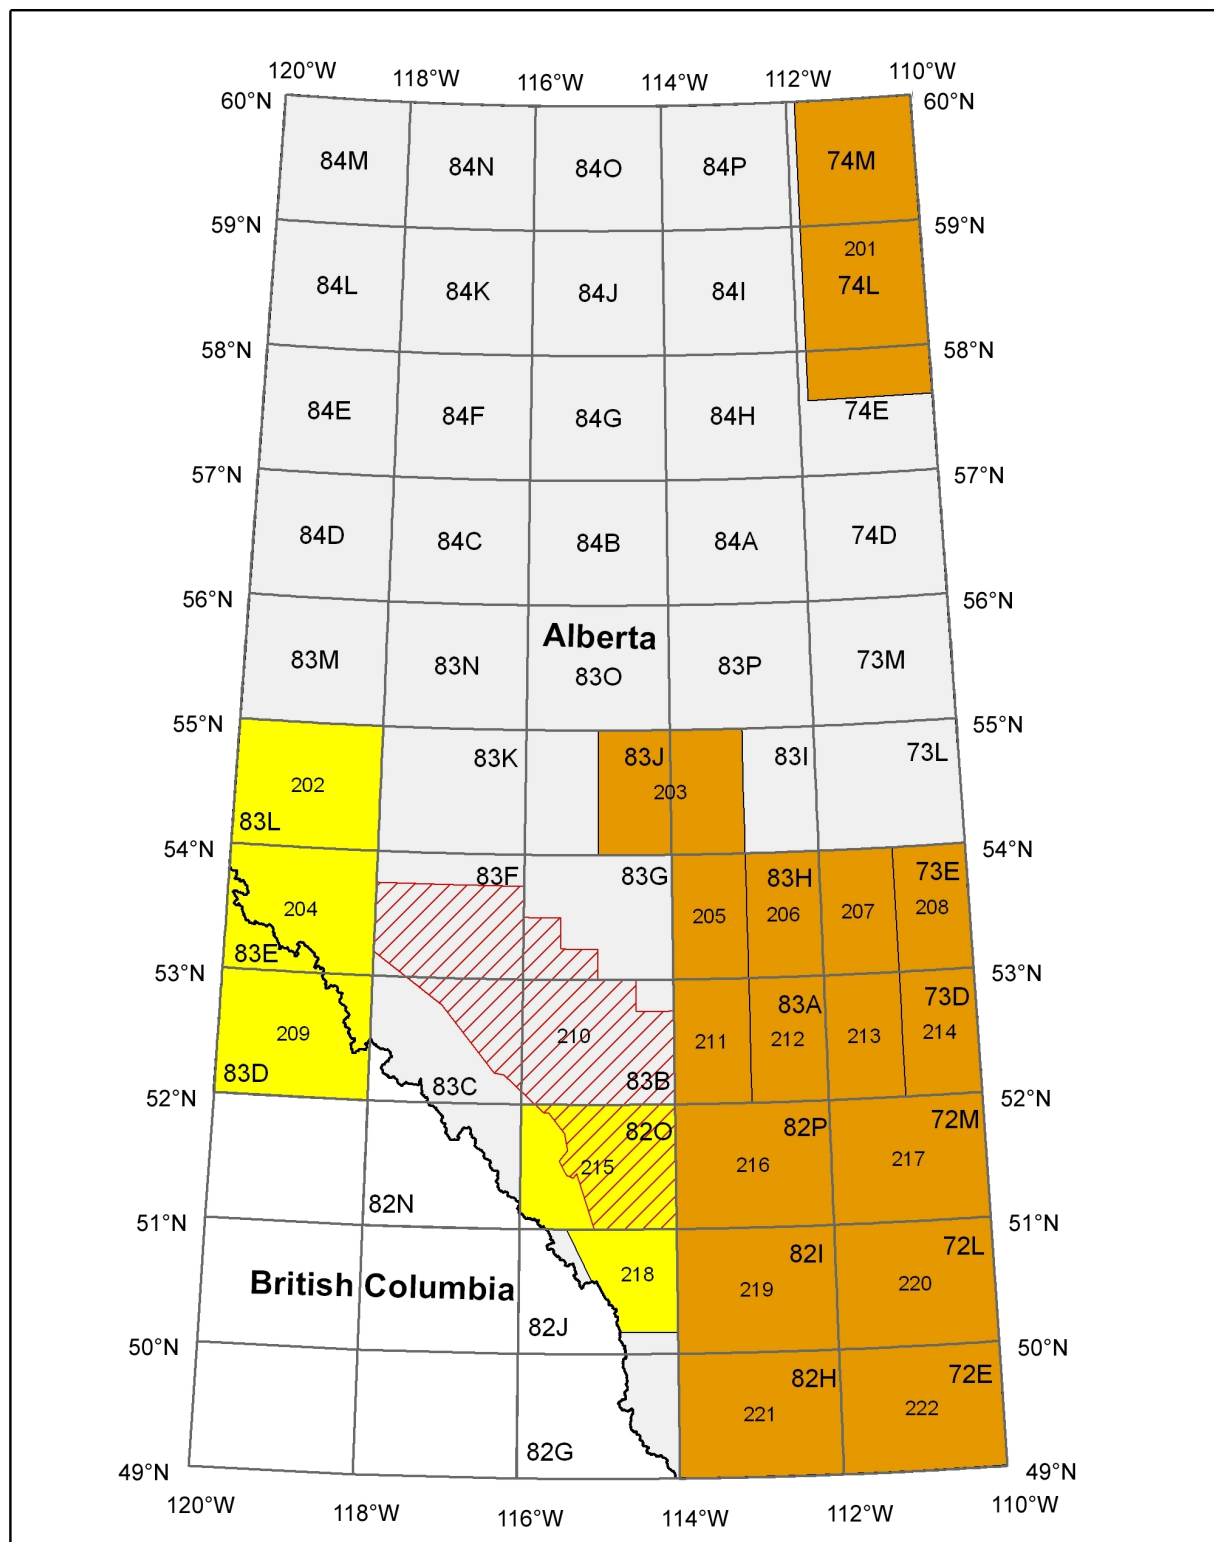 120°W 118°W 116°W 114°W 112°W 110°W
60°N 60°N
84M 84N 84O 84P 74M
59°N 59°N
201
84L 84K 84J 84I 74L
58°N 58°N
84E 84F 84G 84H 74E
57°N 57°N
84D 84C 84B 84A 74D
56°N 56°N
Alberta
83M 83N 83O 83P 73M
55°N 55°N
83K 83J 83I 73L
202 203
83L
54°N 54°N
83F 83G 83H 73E
204 205 206 207 208
83E
53°N 53°N
83A 73D
209 210 211 212 213 214
83D 83C 83B
52°N 52°N
82O 82P 72M
215 216 217
82N
51°N 51°N
82I 72L
British Columbia 218 219 220
82J
50°N 50°N
82H 72E
221 222
82G
49°N 49°N
120°W 118°W 116°W 114°W 112°W 110°W